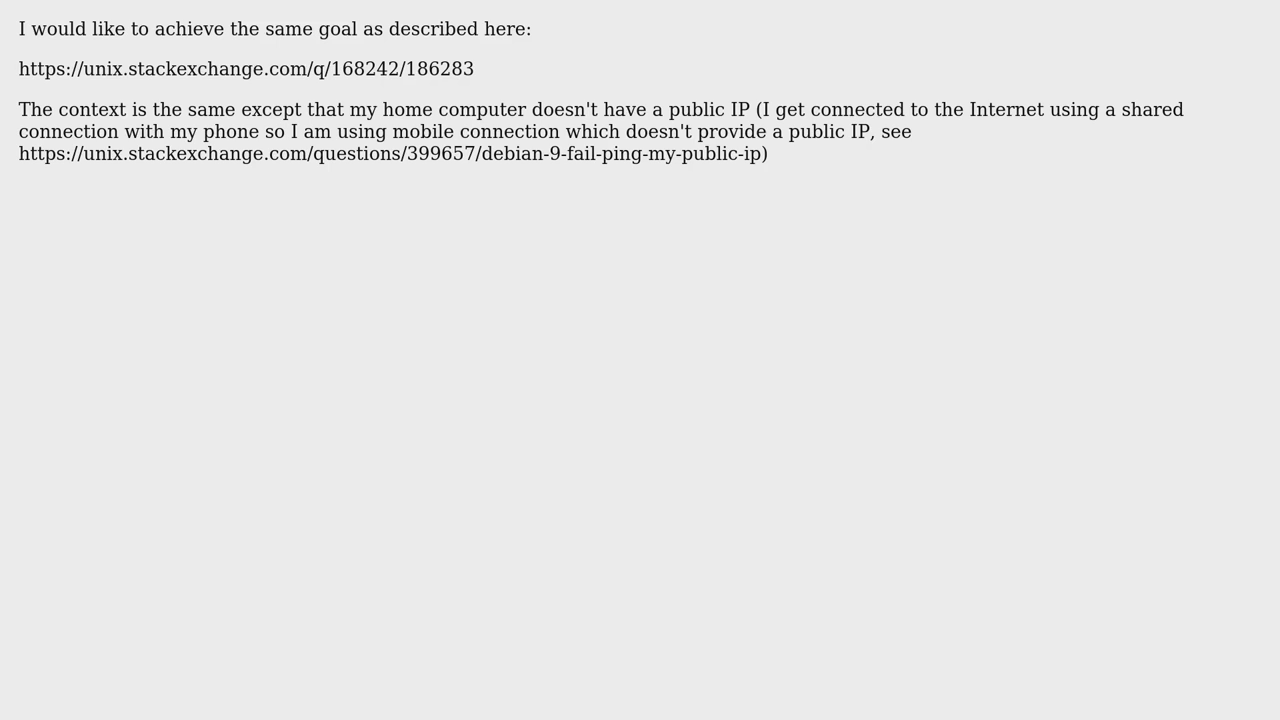 I would like to achieve the same goal as described here:
https://unix.stackexchange.com/q/168242/186283
The context is the same except that my home computer doesn't have a public IP (I get connected to the Internet using a shared
connection with my phone so I am using mobile connection which doesn't provide a public IP, see
https://unix.stackexchange.com/questions/399657/debian-9-fail-ping-my-public-ip)